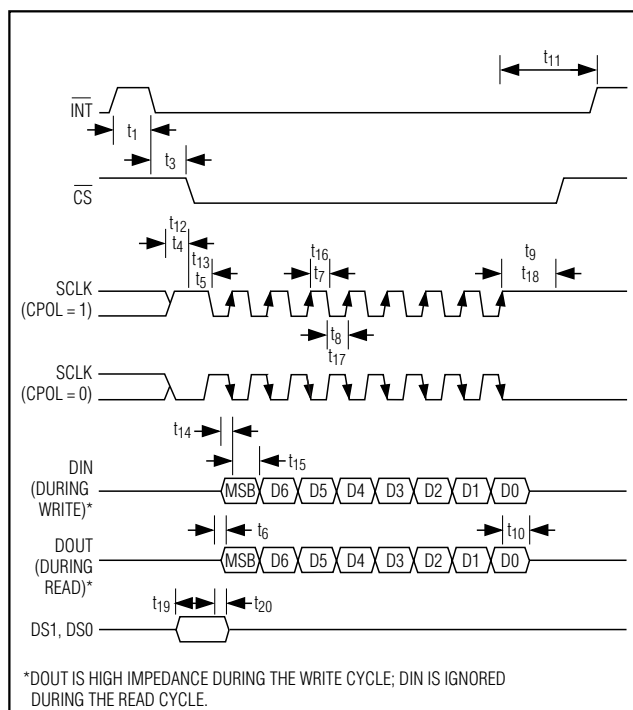 t11
INT
t1
t3
CS
t12
t4
t13
t5
t16
t7
t9
t18
SCLK
(CPOL = 1)
t8
t17
SCLK
(CPOL = 0)
t14
t15
DIN
(DURING
WRITE)*
MSB D6 D5 D4 D3 D2 D1 D0
t6
t10
DOUT
(DURING
READ)*
MSB D6 D5 D4 D3 D2 D1 D0
t19
t20
DS1, DS0
*DOUT IS HIGH IMPEDANCE DURING THE WRITE CYCLE; DIN IS IGNORED
DURING THE READ CYCLE.